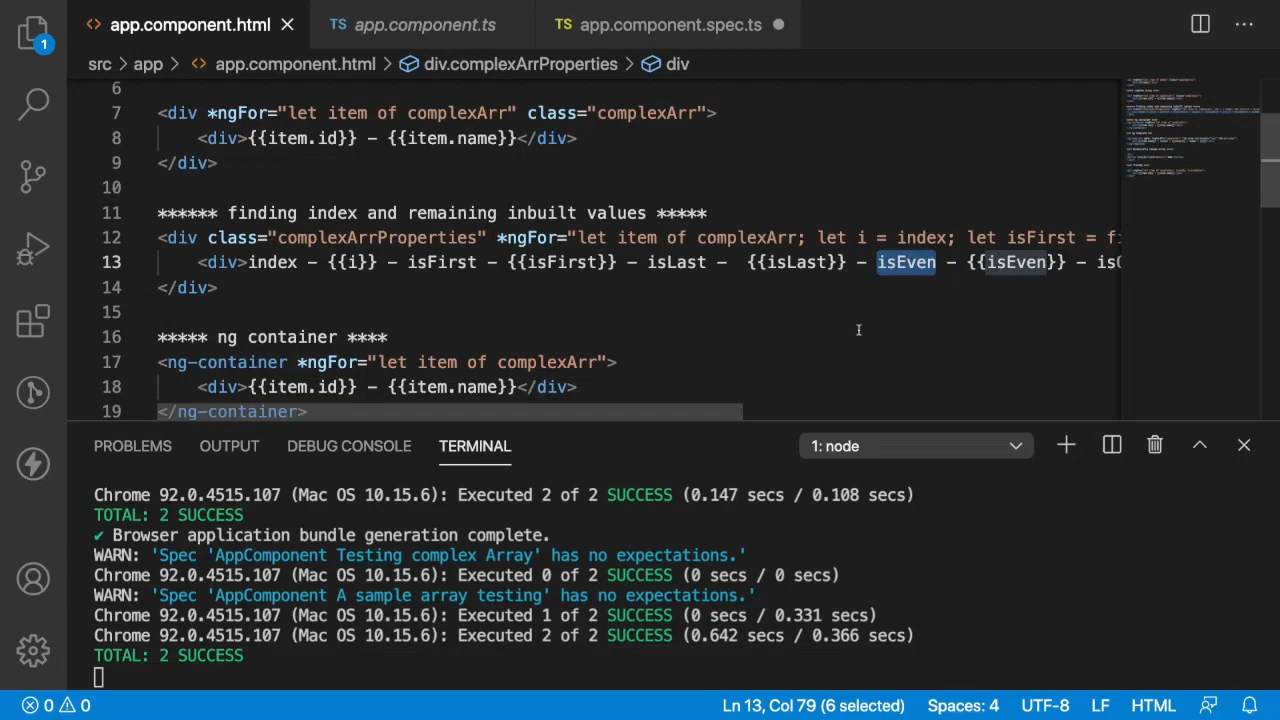 <> app.component.html ×
TS app.component.ts
TS app.component.spec.ts
1
src > app > <> app.component.html > div.complexArrProperties > div
6
7 <div *ngFor="let item of complexArr" class="complexArr">
8 <div>{{item.id}} - {{item.name}}</div>
9 </div>
10
11 ****** finding index and remaining inbuilt values *****
12 <div class="complexArrProperties" *ngFor="let item of complexArr; let i = index; let isFirst = fi
13 <div>index - {{i}} - isFirst - {{isFirst}} - isLast -  {{isLast}} - isEven - {{isEven}} - isO
14 </div>
15
16 ***** ng container ****
17 <ng-container *ngFor="let item of complexArr">
18 <div>{{item.id}} - {{item.name}}</div>
19 </ng-container>
PROBLEMS OUTPUT DEBUG CONSOLE TERMINAL 1: node
Chrome 92.0.4515.107 (Mac OS 10.15.6): Executed 2 of 2 SUCCESS (0.147 secs / 0.108 secs)
TOTAL: 2 SUCCESS
✔ Browser application bundle generation complete.
WARN: 'Spec 'AppComponent Testing complex Array' has no expectations.'
Chrome 92.0.4515.107 (Mac OS 10.15.6): Executed 0 of 2 SUCCESS (0 secs / 0 secs)
WARN: 'Spec 'AppComponent A sample array testing' has no expectations.'
Chrome 92.0.4515.107 (Mac OS 10.15.6): Executed 1 of 2 SUCCESS (0 secs / 0.331 secs)
Chrome 92.0.4515.107 (Mac OS 10.15.6): Executed 2 of 2 SUCCESS (0.642 secs / 0.366 secs)
TOTAL: 2 SUCCESS
0 0 Ln 13, Col 79 (6 selected) Spaces: 4 UTF-8 LF HTML